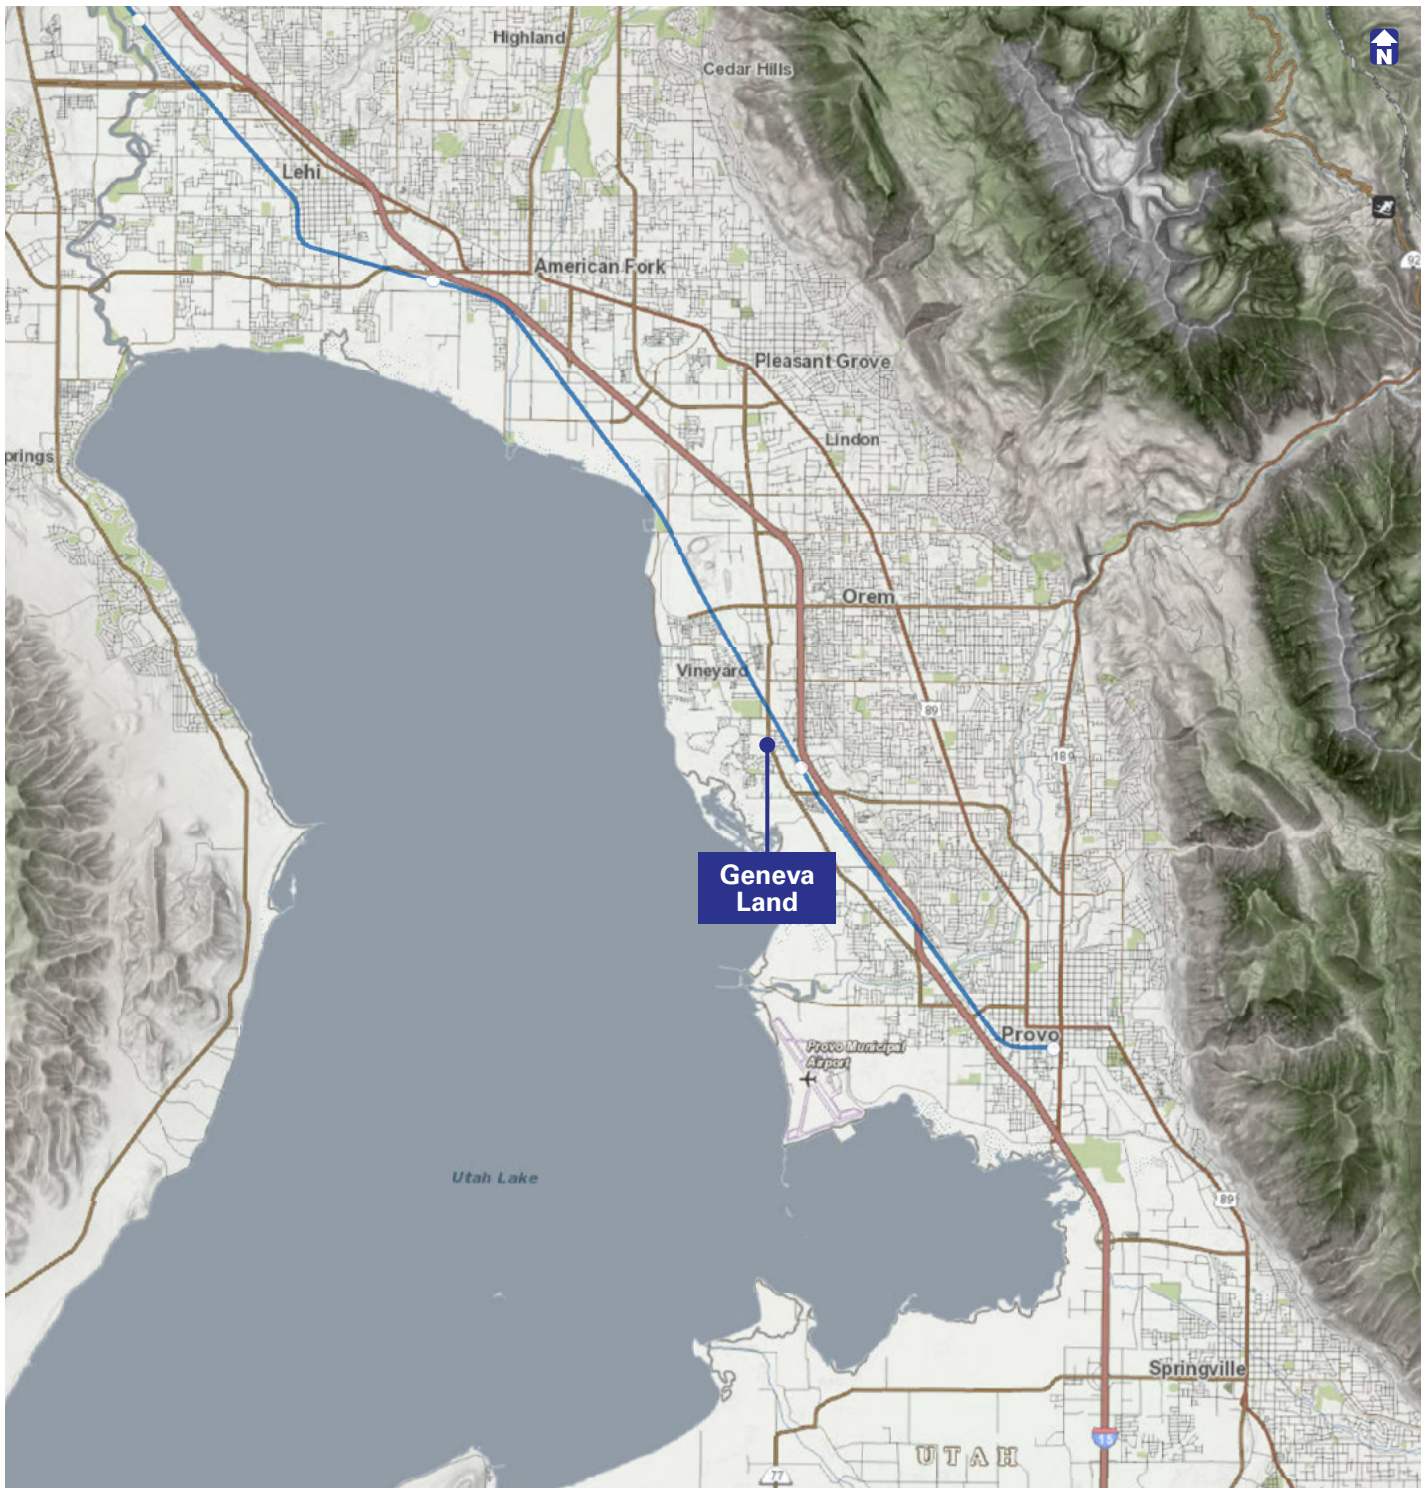 Highland
N
Cedar Hills
Lehi
92
American Fork
Pleasant Grove
Lindon
prings
Orem
Vineyard
89
189
Geneva
Land
Provo
Provo Municipal
Airport
Utah Lake
89
Springville
15
UTAH
77